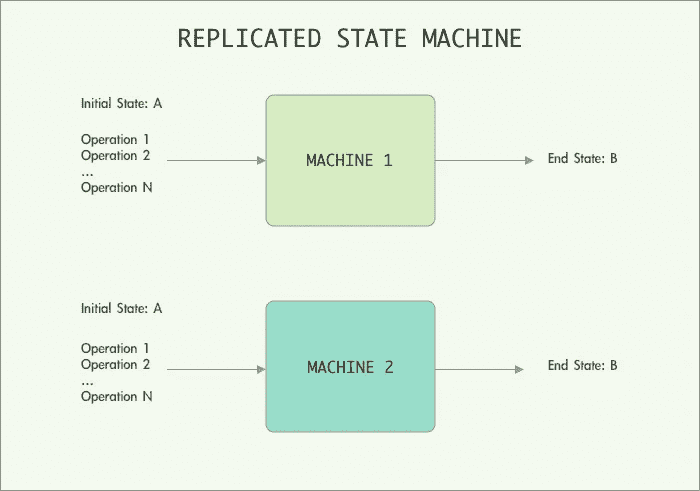 REPLICATED STATE MACHINE
Initial State: A
Operation 1
Operation 2
...
Operation N
MACHINE 1
End State: B
Initial State: A
Operation 1
Operation 2
...
Operation N
MACHINE 2
End State: B